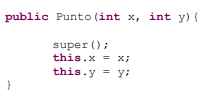 public Punto(int x, int y){
super();
this.x = x;
this.y = y;
}